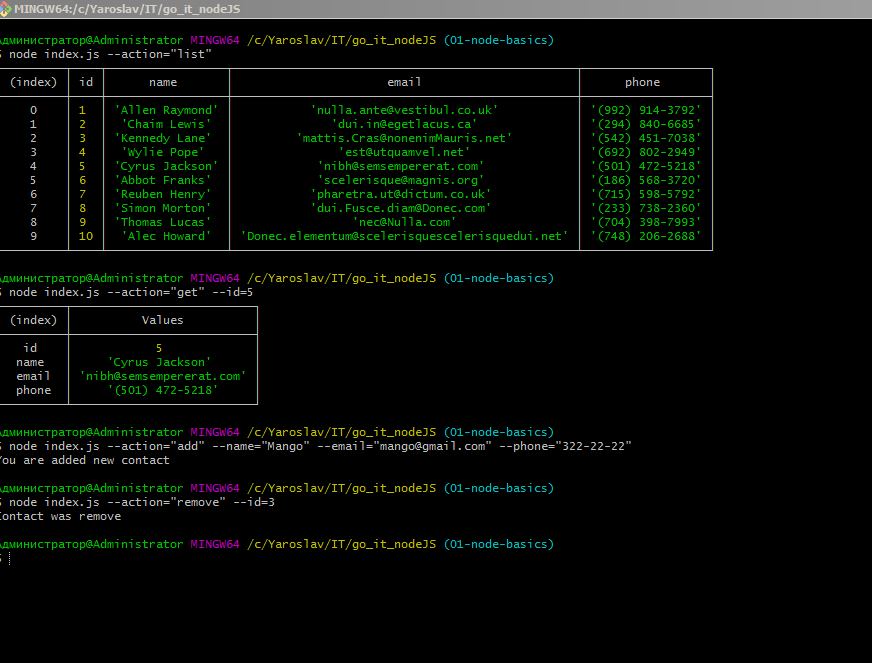 MINGW64:/c/Yaroslav/IT/go_it_nodeJS
Администратор@Administrator MINGW64 /c/Yaroslav/IT/go_it_nodeJS (01-node-basics)
$ node index.js --action="list"
(index) id name email phone
0 1 'Allen Raymond' 'nulla.ante@vestibul.co.uk' '(992) 914-3792'
1 2 'Chaim Lewis' 'dui.in@egetlacus.ca' '(294) 840-6685'
2 3 'Kennedy Lane' 'mattis.Cras@nonenimMauris.net' '(542) 451-7038'
3 4 'Wylie Pope' 'est@utquamvel.net' '(692) 802-2949'
4 5 'Cyrus Jackson' 'nibh@semsempererat.com' '(501) 472-5218'
5 6 'Abbot Franks' 'scelerisque@magnis.org' '(186) 568-3720'
6 7 'Reuben Henry' 'pharetra.ut@dictum.co.uk' '(715) 598-5792'
7 8 'Simon Morton' 'dui.Fusce.diam@Donec.com' '(233) 738-2360'
8 9 'Thomas Lucas' 'nec@Nulla.com' '(704) 398-7993'
9 10 'Alec Howard' 'Donec.elementum@scelerisquescelerisquedui.net' '(748) 206-2688'
Администратор@Administrator MINGW64 /c/Yaroslav/IT/go_it_nodeJS (01-node-basics)
$ node index.js --action="get" --id=5
(index) Values
id 5
name 'Cyrus Jackson'
email 'nibh@semsempererat.com'
phone '(501) 472-5218'
Администратор@Administrator MINGW64 /c/Yaroslav/IT/go_it_nodeJS (01-node-basics)
$ node index.js --action="add" --name="Mango" --email="mango@gmail.com" --phone="322-22-22"
You are added new contact
Администратор@Administrator MINGW64 /c/Yaroslav/IT/go_it_nodeJS (01-node-basics)
$ node index.js --action="remove" --id=3
Contact was remove
Администратор@Administrator MINGW64 /c/Yaroslav/IT/go_it_nodeJS (01-node-basics)
$